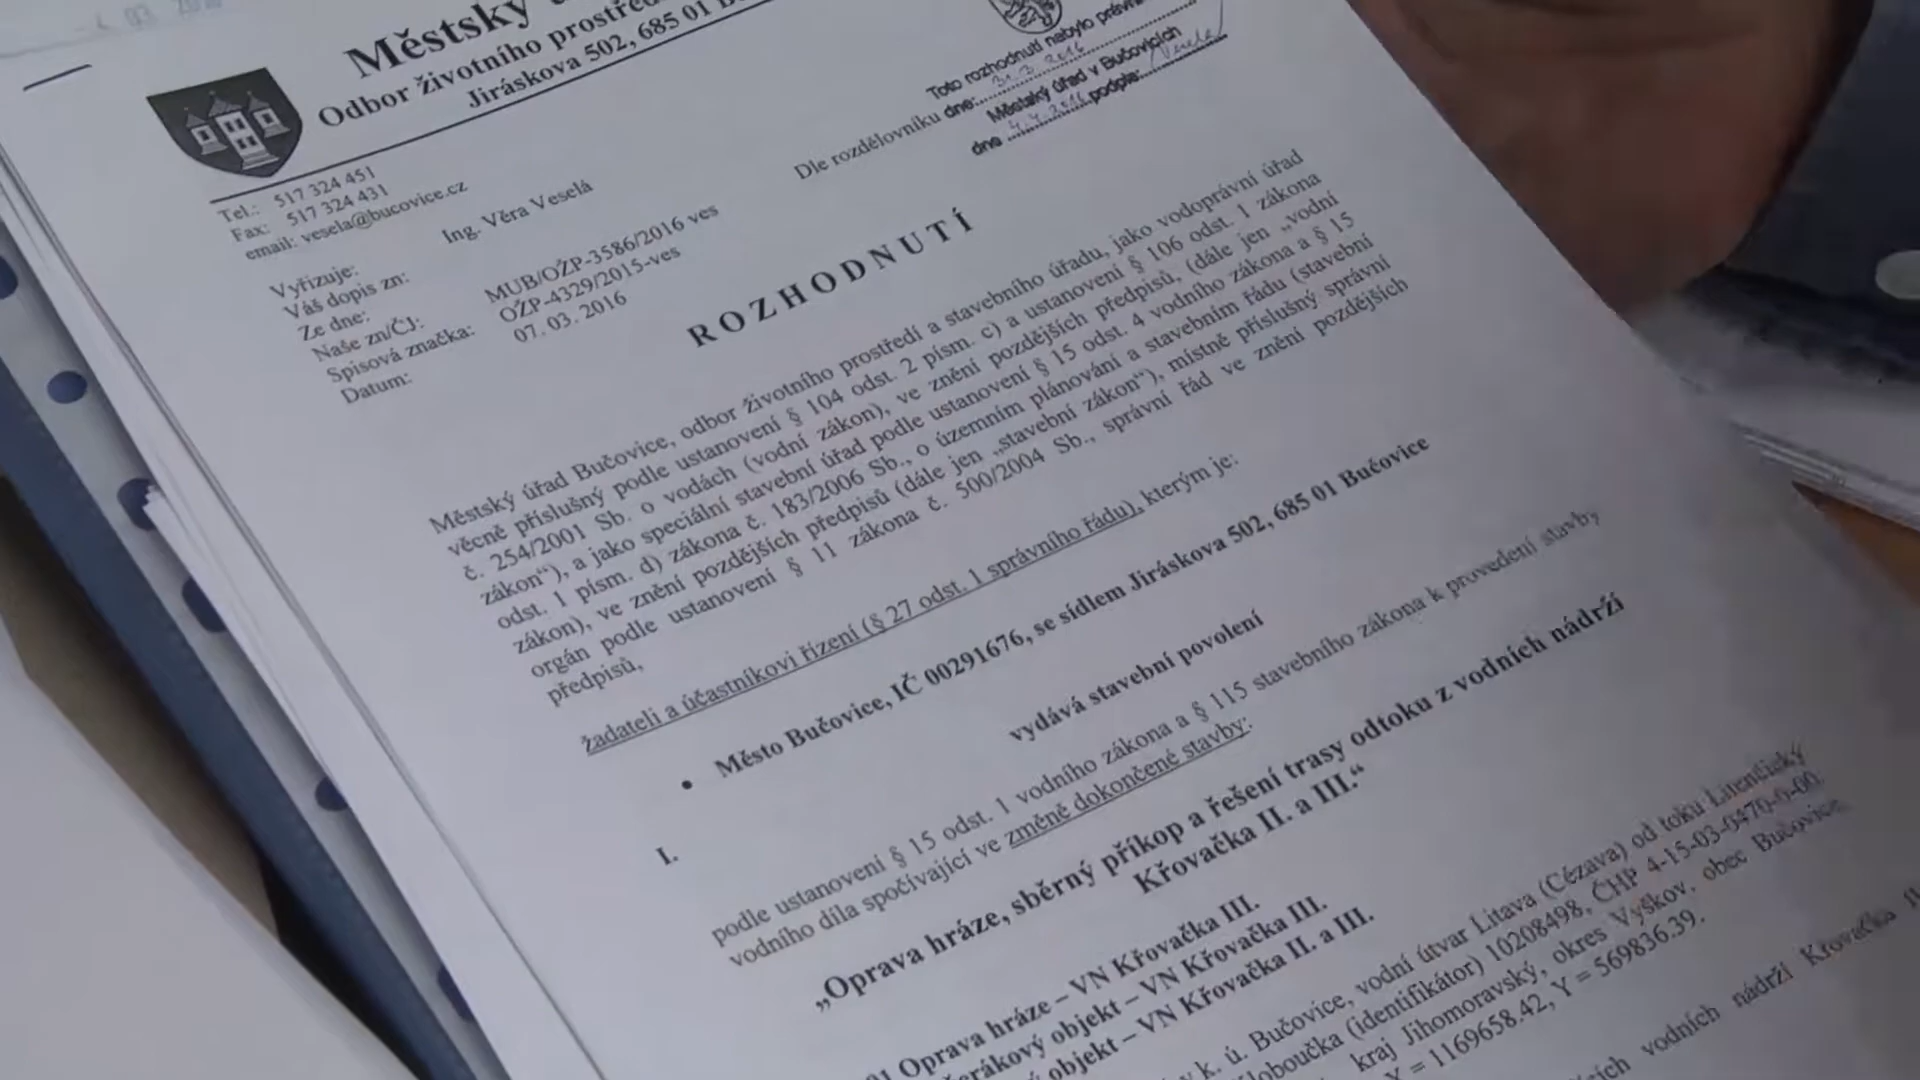 Městský
Odbor životního prostředí
Jiráskova 502, 685 01
Toto rozhodnutí nabylo právní
dne: 31. 3. 2016
Městský úřad v Bučovicích
dne 4. 4. 2016 podpis: Veselá
Dle rozdělovníku
Tel.: 517 324 451
Fax: 517 324 431
email: vesela@bucovice.cz
Vyřizuje: Ing. Věra Veselá
Váš dopis zn:
Ze dne:
Naše zn/ČJ: MUB/OŽP-3586/2016 ves
Spisová značka: OŽP-4329/2015-ves
Datum: 07. 03. 2016
ROZHODNUTÍ
Městský úřad Bučovice, odbor životního prostředí a stavebního úřadu, jako vodoprávní úřad
věcně příslušný podle ustanovení § 104 odst. 2 písm. c) a ustanovení § 106 odst. 1 zákona
č. 254/2001 Sb. o vodách (vodní zákon), ve znění pozdějších předpisů, (dále jen „vodní
zákon“), a jako speciální stavební úřad podle ustanovení § 15 odst. 4 vodního zákona a § 15
odst. 1 písm. d) zákona č. 183/2006 Sb., o územním plánování a stavebním řádu (stavební
zákon), ve znění pozdějších předpisů (dále jen „stavební zákon“), místně příslušný správní
orgán podle ustanovení § 11 zákona č. 500/2004 Sb., správní řád ve znění pozdějších
předpisů,
žadateli a účastníkovi řízení (§ 27 odst. 1 správního řádu), kterým je:
• Město Bučovice, IČ 00291676, se sídlem Jiráskova 502, 685 01 Bučovice
vydává stavební povolení
I.
podle ustanovení § 15 odst. 1 vodního zákona a § 115 stavebního zákona k provedení stavby
vodního díla spočívající ve změně dokončené stavby:
„Oprava hráze, sběrný příkop a řešení trasy odtoku z vodních nádrží
Křovačka II. a III.“
01 Oprava hráze – VN Křovačka III.
objekt – VN Křovačka III.
objekt – VN Křovačka II. a III.
v k. ú. Bučovice, vodní útvar Litava (Cézava) od toku Litenčický
(identifikátor) 10208498, ČHP 4-15-03-0470-0-00.
kraj Jihomoravský, okres Vyškov, obec Bučovice,
X = 1169658.42, Y = 569836.39.
vodních nádrží Křovačka